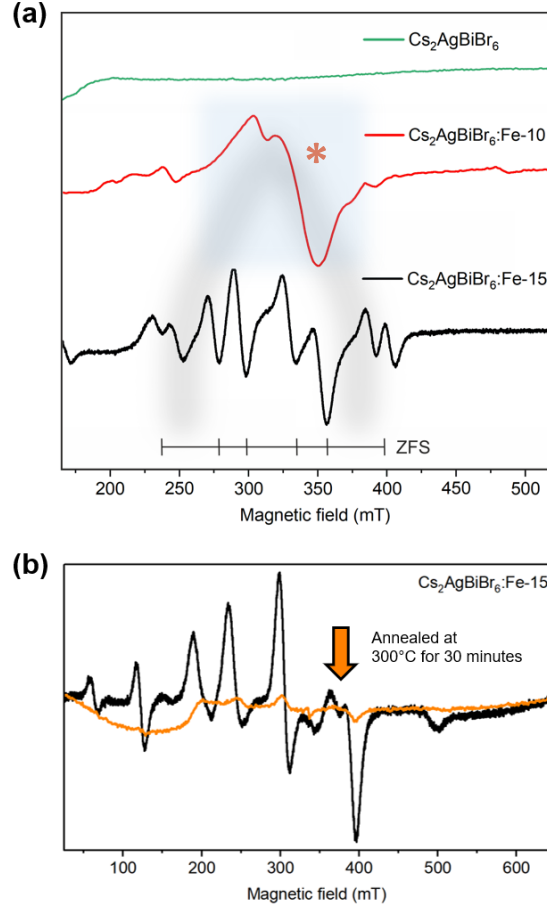 (a)
Cs₂AgBiBr₆
Cs₂AgBiBr₆:Fe-10
*
Cs₂AgBiBr₆:Fe-15
ZFS
200 250 300 350 400 450 500
Magnetic field (mT)
(b)
Cs₂AgBiBr₆:Fe-15
Annealed at
300°C for 30 minutes
100 200 300 400 500 600
Magnetic field (mT)